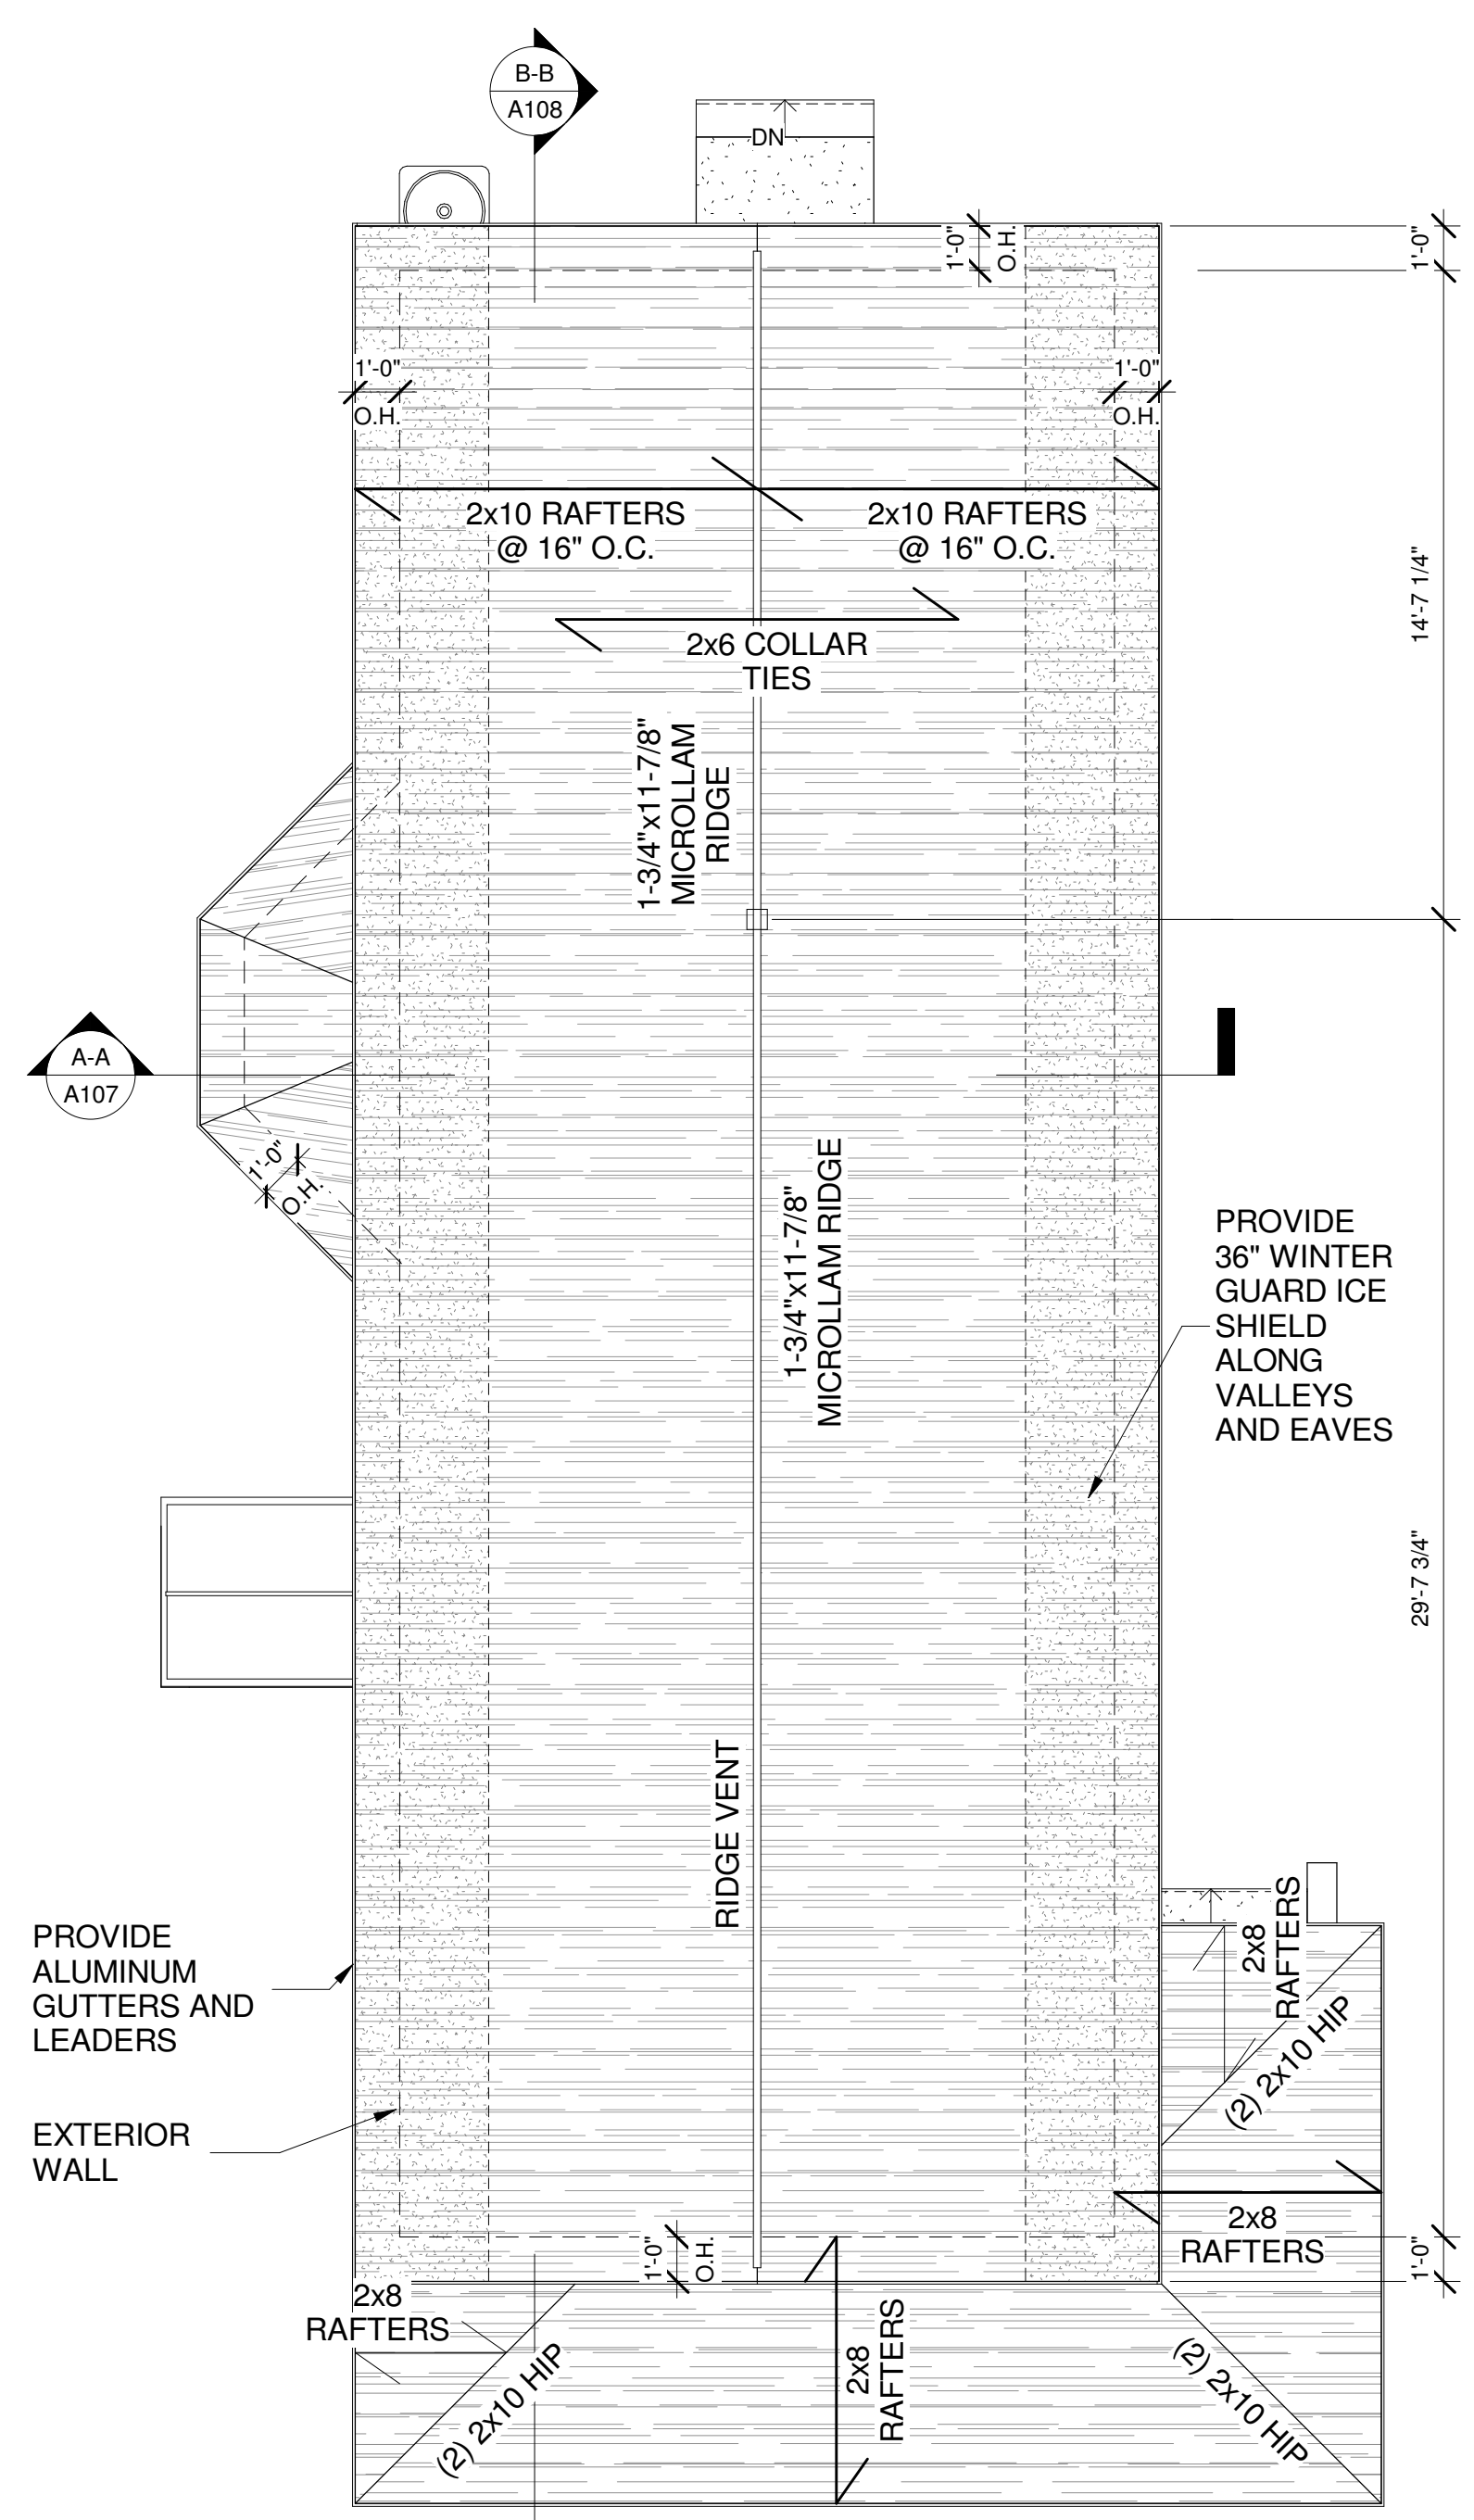 B-B
A108
DN
1'-0"
O.H.
1'-0"
1'-0"
O.H.
1'-0"
O.H.
2x10 RAFTERS
@ 16" O.C.
2x10 RAFTERS
@ 16" O.C.
14'-7 1/4"
2x6 COLLAR
TIES
1-3/4"x11-7/8"
MICROLLAM
RIDGE
A-A
A107
1'-0"
O.H.
1-3/4"x11-7/8"
MICROLLAM RIDGE
PROVIDE
36" WINTER
GUARD ICE
SHIELD
ALONG
VALLEYS
AND EAVES
29'-7 3/4"
RIDGE VENT
PROVIDE
ALUMINUM
GUTTERS AND
LEADERS
2x8
RAFTERS
(2) 2x10 HIP
EXTERIOR
WALL
2x8
RAFTERS
1'-0"
O.H.
1'-0"
2x8
RAFTERS
(2) 2x10 HIP
2x8
RAFTERS
(2) 2x10 HIP